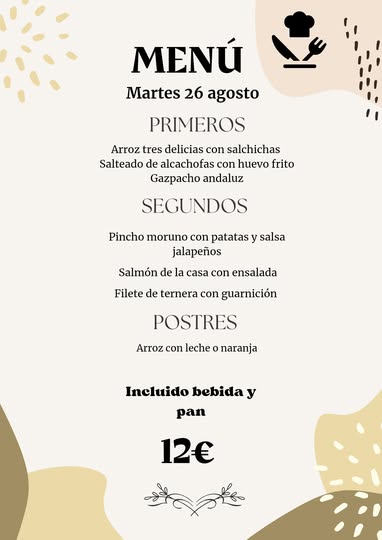 MENÚ
Martes 26 agosto
PRIMEROS
Arroz tres delicias con salchichas
Salteado de alcachofas con huevo frito
Gazpacho andaluz
SEGUNDOS
Pincho moruno con patatas y salsa
jalapeños
Salmón de la casa con ensalada
Filete de ternera con guarnición
POSTRES
Arroz con leche o naranja
Incluido bebida y
pan
12€